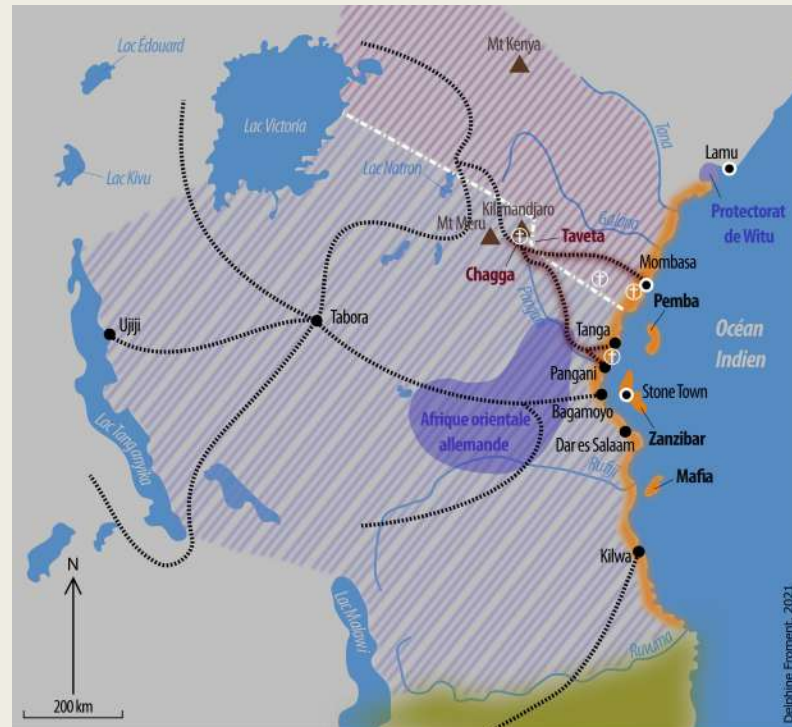 Lac Édouard
Mt Kenya
Lac Victoria
Tana
Lamu
Lac Kivu
Lac Natron
Protectorat
de Witu
Kilimandjaro
Galana
Mt Meru
Taveta
Chagga
Mombasa
Pangani
Pemba
Océan
Indien
Ujiji
Tabora
Tanga
Pangani
Stone Town
Bagamoyo
Afrique orientale
allemande
Zanzibar
Dar es Salaam
Lac Tanganyika
Rufiji
Mafia
Kilwa
N
Lac Malawi
Ruvuma
200 km
Delphine Froment, 2021